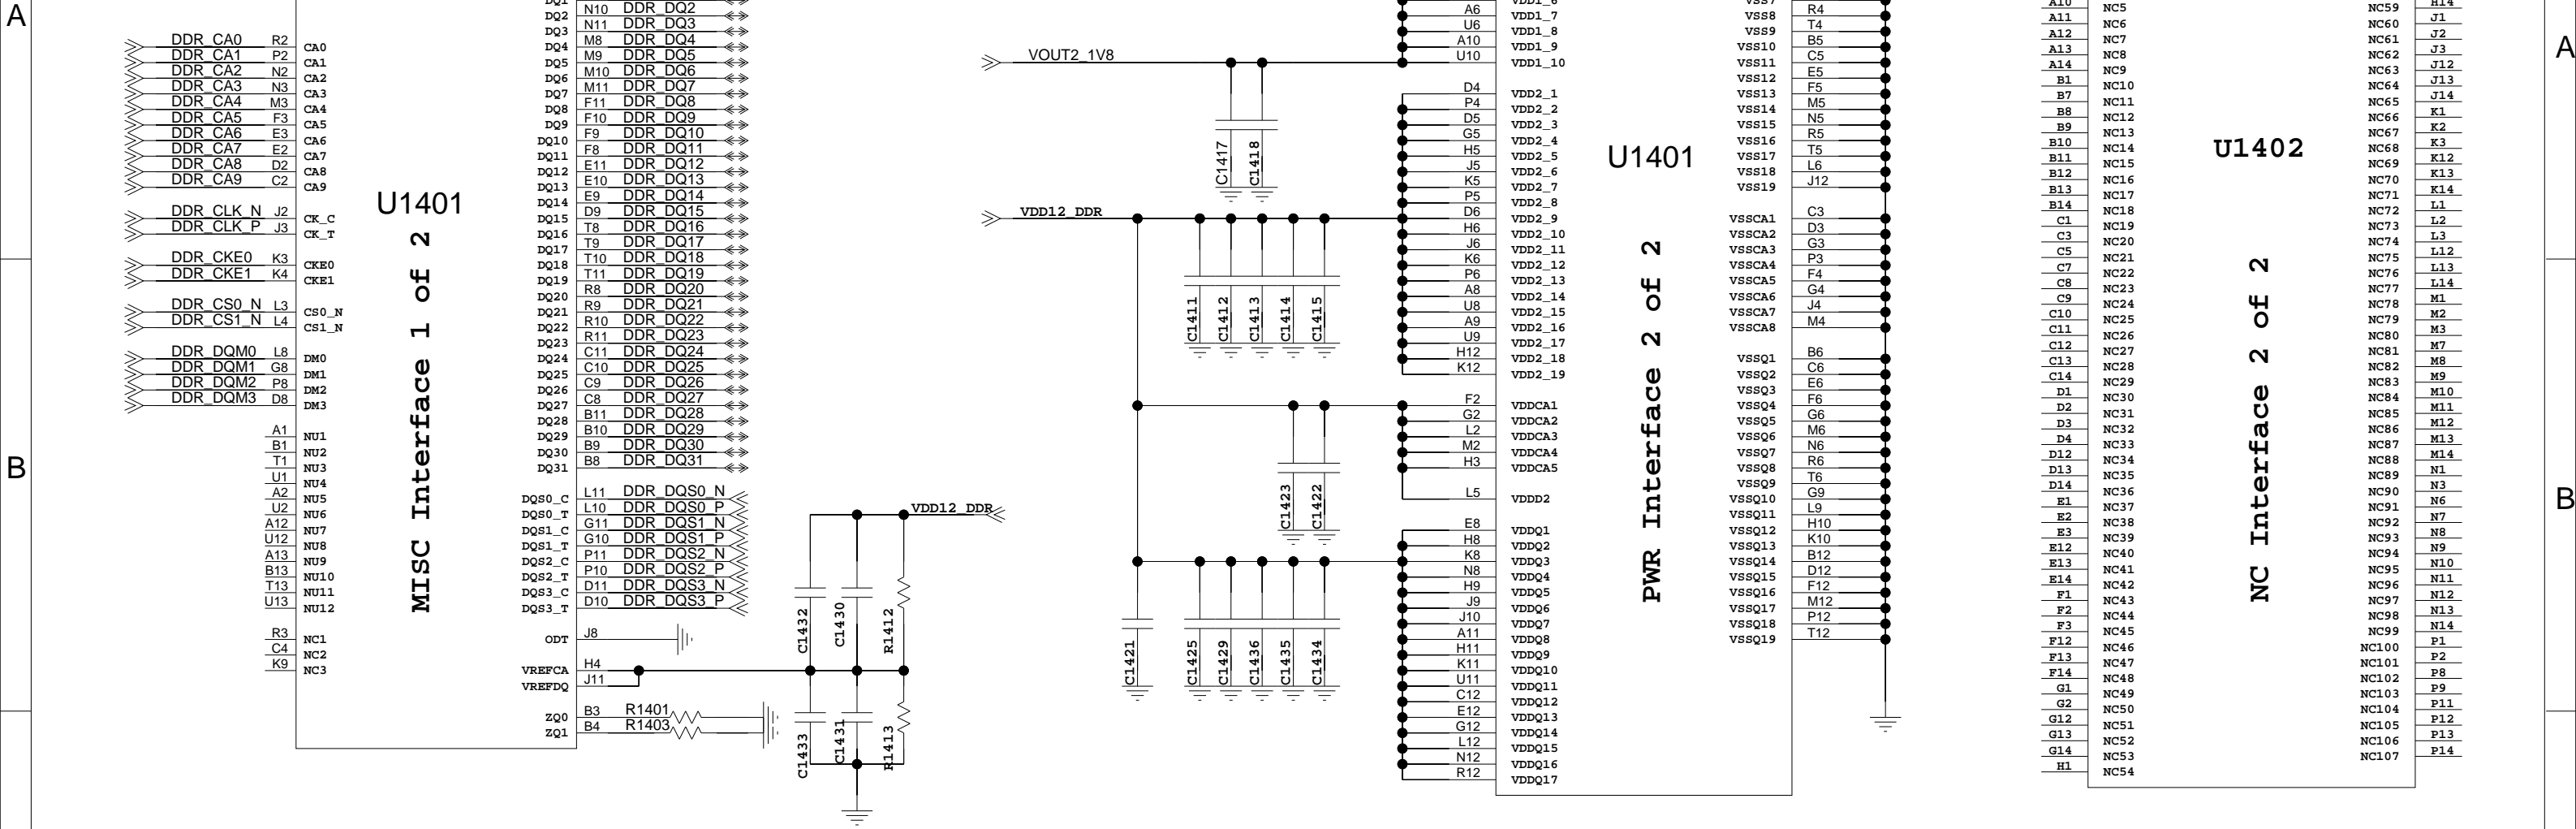 A
B
DDR_CA0 R2 CA0
DDR_CA1 P2 CA1
DDR_CA2 N2 CA2
DDR_CA3 N3 CA3
DDR_CA4 M3 CA4
DDR_CA5 F3 CA5
DDR_CA6 E3 CA6
DDR_CA7 E2 CA7
DDR_CA8 D2 CA8
DDR_CA9 C2 CA9
DDR_CLK_N J2 CK_C
DDR_CLK_P J3 CK_T
DDR_CKE0 K3 CKE0
DDR_CKE1 K4 CKE1
DDR_CS0_N L3 CS0_N
DDR_CS1_N L4 CS1_N
DDR_DQM0 L8 DM0
DDR_DQM1 G8 DM1
DDR_DQM2 P8 DM2
DDR_DQM3 D8 DM3
A1 NU1
B1 NU2
T1 NU3
U1 NU4
A2 NU5
U2 NU6
A12 NU7
U12 NU8
A13 NU9
B13 NU10
T13 NU11
U13 NU12
R3 NC1
C4 NC2
K9 NC3
U1401
MISC Interface 1 of 2
DQ1
DQ2 N10 DDR_DQ2
DQ3 N11 DDR_DQ3
DQ4 M8 DDR_DQ4
DQ5 M9 DDR_DQ5
DQ6 M10 DDR_DQ6
DQ7 M11 DDR_DQ7
DQ8 F11 DDR_DQ8
DQ9 F10 DDR_DQ9
DQ10 F9 DDR_DQ10
DQ11 F8 DDR_DQ11
DQ12 E11 DDR_DQ12
DQ13 E10 DDR_DQ13
DQ14 E9 DDR_DQ14
DQ15 D9 DDR_DQ15
DQ16 T8 DDR_DQ16
DQ17 T9 DDR_DQ17
DQ18 T10 DDR_DQ18
DQ19 T11 DDR_DQ19
DQ20 R8 DDR_DQ20
DQ21 R9 DDR_DQ21
DQ22 R10 DDR_DQ22
DQ23 R11 DDR_DQ23
DQ24 C11 DDR_DQ24
DQ25 C10 DDR_DQ25
DQ26 C9 DDR_DQ26
DQ27 C8 DDR_DQ27
DQ28 B11 DDR_DQ28
DQ29 B10 DDR_DQ29
DQ30 B9 DDR_DQ30
DQ31 B8 DDR_DQ31
DQS0_C L11 DDR_DQS0_N
DQS0_T L10 DDR_DQS0_P
DQS1_C G11 DDR_DQS1_N
DQS1_T G10 DDR_DQS1_P
DQS2_C P11 DDR_DQS2_N
DQS2_T P10 DDR_DQS2_P
DQS3_C D11 DDR_DQS3_N
DQS3_T D10 DDR_DQS3_P
ODT J8
VREFCA H4
VREFDQ J11
ZQ0 B3 R1401
ZQ1 B4 R1403
VDD12_DDR
C1432 C1430 R1412
C1433 C1431 R1413
VOUT2_1V8
C1417 C1418
VDD12_DDR
C1411 C1412 C1413 C1414 C1415
C1423 C1422
C1421 C1425 C1429 C1436 C1435 C1434
VDD1_6
A6 VDD1_7
U6 VDD1_8
A10 VDD1_9
U10 VDD1_10
D4 VDD2_1
P4 VDD2_2
D5 VDD2_3
G5 VDD2_4
H5 VDD2_5
J5 VDD2_6
K5 VDD2_7
P5 VDD2_8
D6 VDD2_9
H6 VDD2_10
J6 VDD2_11
K6 VDD2_12
P6 VDD2_13
A8 VDD2_14
U8 VDD2_15
A9 VDD2_16
U9 VDD2_17
H12 VDD2_18
K12 VDD2_19
F2 VDDCA1
G2 VDDCA2
L2 VDDCA3
M2 VDDCA4
H3 VDDCA5
L5 VDDD2
E8 VDDQ1
H8 VDDQ2
K8 VDDQ3
N8 VDDQ4
H9 VDDQ5
J9 VDDQ6
J10 VDDQ7
A11 VDDQ8
H11 VDDQ9
K11 VDDQ10
U11 VDDQ11
C12 VDDQ12
E12 VDDQ13
G12 VDDQ14
L12 VDDQ15
N12 VDDQ16
R12 VDDQ17
U1401
PWR Interface 2 of 2
VSS7
VSS8 R4
VSS9 T4
VSS10 B5
VSS11 C5
VSS12 E5
VSS13 F5
VSS14 M5
VSS15 N5
VSS16 R5
VSS17 T5
VSS18 L6
VSS19 J12
VSSCA1 C3
VSSCA2 D3
VSSCA3 G3
VSSCA4 P3
VSSCA5 F4
VSSCA6 G4
VSSCA7 J4
VSSCA8 M4
VSSQ1 B6
VSSQ2 C6
VSSQ3 E6
VSSQ4 F6
VSSQ5 G6
VSSQ6 M6
VSSQ7 N6
VSSQ8 R6
VSSQ9 T6
VSSQ10 G9
VSSQ11 L9
VSSQ12 H10
VSSQ13 K10
VSSQ14 B12
VSSQ15 D12
VSSQ16 F12
VSSQ17 M12
VSSQ18 P12
VSSQ19 T12
A10 NC5
A11 NC6
A12 NC7
A13 NC8
A14 NC9
B1 NC10
B7 NC11
B8 NC12
B9 NC13
B10 NC14
B11 NC15
B12 NC16
B13 NC17
B14 NC18
C1 NC19
C3 NC20
C5 NC21
C7 NC22
C8 NC23
C9 NC24
C10 NC25
C11 NC26
C12 NC27
C13 NC28
C14 NC29
D1 NC30
D2 NC31
D3 NC32
D4 NC33
D12 NC34
D13 NC35
D14 NC36
E1 NC37
E2 NC38
E3 NC39
E12 NC40
E13 NC41
E14 NC42
F1 NC43
F2 NC44
F3 NC45
F12 NC46
F13 NC47
F14 NC48
G1 NC49
G2 NC50
G12 NC51
G13 NC52
G14 NC53
H1 NC54
U1402
NC Interface 2 of 2
NC59 H14
NC60 J1
NC61 J2
NC62 J3
NC63 J12
NC64 J13
NC65 J14
NC66 K1
NC67 K2
NC68 K3
NC69 K12
NC70 K13
NC71 K14
NC72 L1
NC73 L2
NC74 L3
NC75 L12
NC76 L13
NC77 L14
NC78 M1
NC79 M2
NC80 M3
NC81 M7
NC82 M8
NC83 M9
NC84 M10
NC85 M11
NC86 M12
NC87 M13
NC88 M14
NC89 N1
NC90 N3
NC91 N6
NC92 N7
NC93 N8
NC94 N9
NC95 N10
NC96 N11
NC97 N12
NC98 N13
NC99 N14
NC100 P1
NC101 P2
NC102 P8
NC103 P9
NC104 P11
NC105 P12
NC106 P13
NC107 P14
A
B